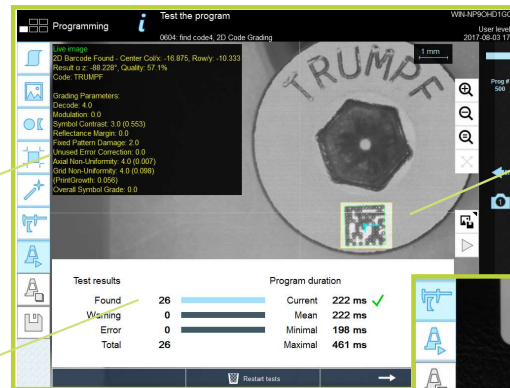 Programming
i
Test the program
0604: find code4, 2D Code Grading
WIN-NP9OHD1GC
User level
2017-08-03 17
Live image
2D Barcode Found - Center Col/x: -16.875, Row/y: -10.333
Result α z: -88.228°, Quality: 57.1%
Code: TRUMPF
Grading Parameters:
Decode: 4.0
Modulation: 0.0
Symbol Contrast: 3.0 (0.553)
Reflectance Margin: 0.0
Fixed Pattern Damage: 2.0
Unused Error Correction: 0.0
Axial Non-Uniformity: 4.0 (0.007)
Grid Non-Uniformity: 4.0 (0.098)
(PrintGrowth: 0.056)
Overall Symbol Grade: 0.0
TRUMPF
1 mm
Prog #
500
1
Test results
Found 26
Warning 0
Error 0
Total 26
Program duration
Current 222 ms
Mean 222 ms
Minimal 198 ms
Maximal 461 ms
Restart tests